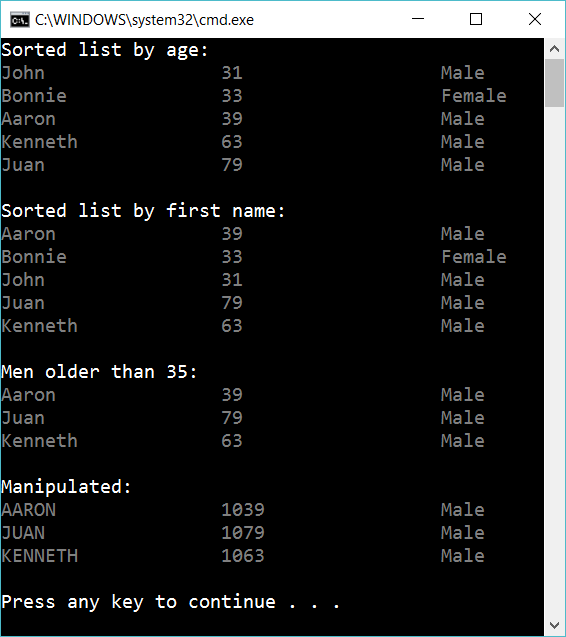 C:\WINDOWS\system32\cmd.exe
Sorted list by age:
John 31 Male
Bonnie 33 Female
Aaron 39 Male
Kenneth 63 Male
Juan 79 Male
Sorted list by first name:
Aaron 39 Male
Bonnie 33 Female
John 31 Male
Juan 79 Male
Kenneth 63 Male
Men older than 35:
Aaron 39 Male
Juan 79 Male
Kenneth 63 Male
Manipulated:
AARON 1039 Male
JUAN 1079 Male
KENNETH 1063 Male
Press any key to continue . . .